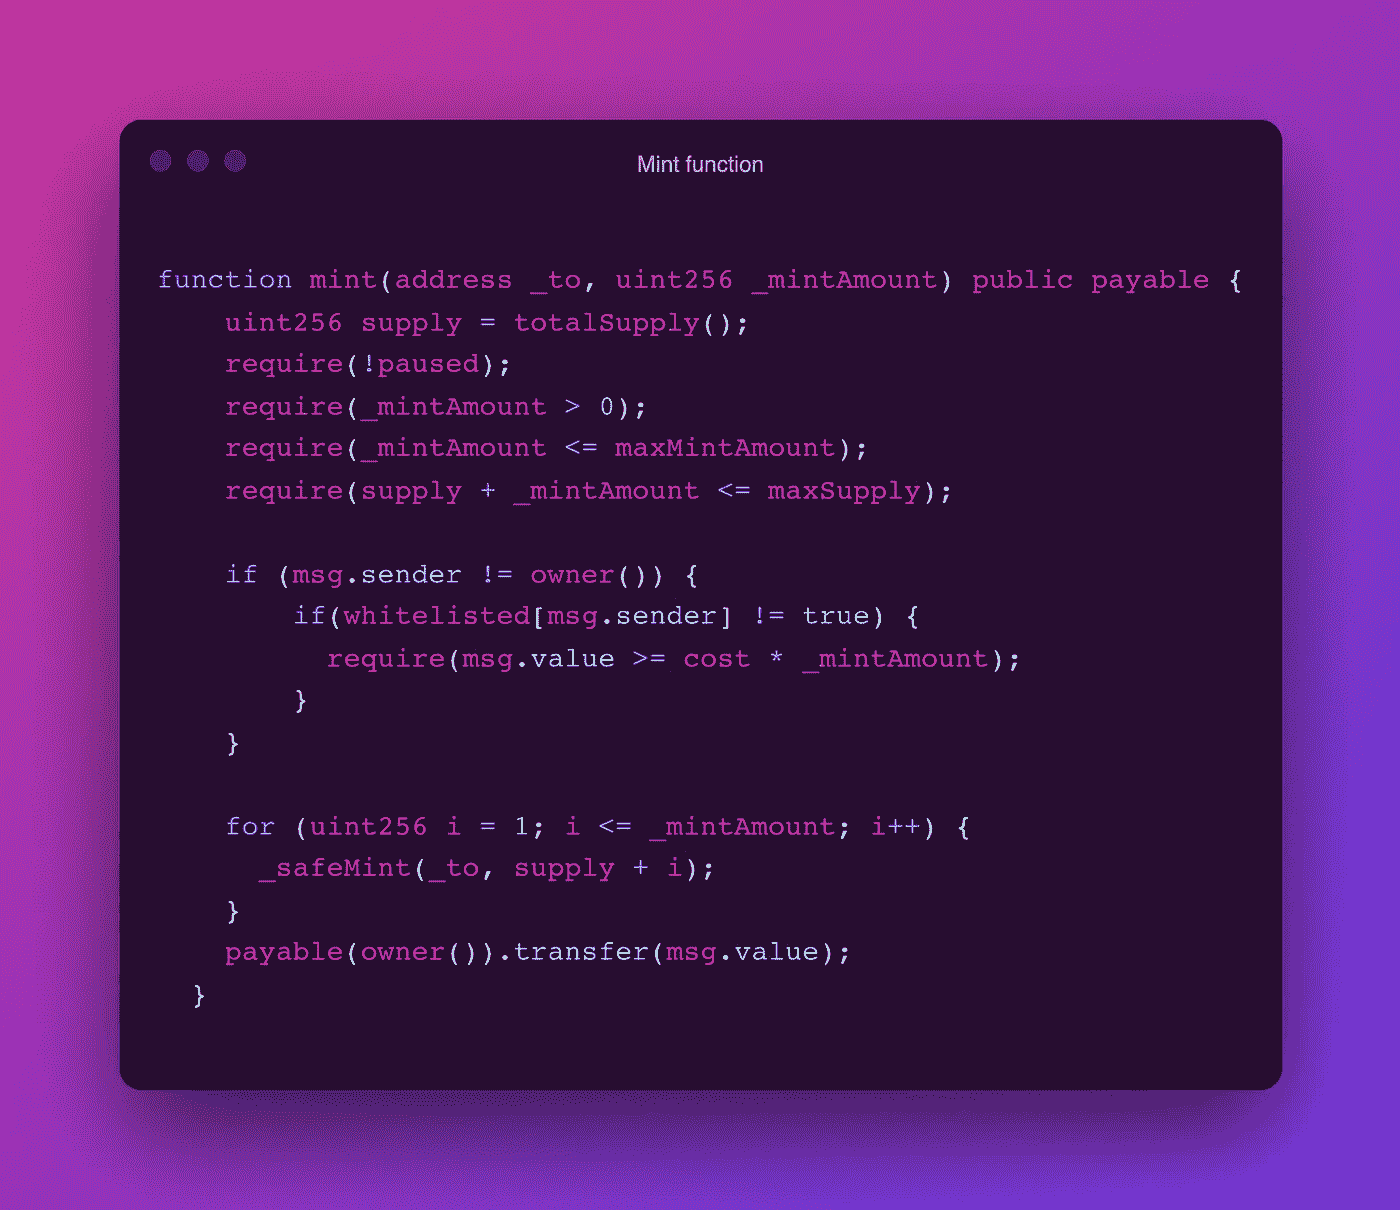 Mint function
function mint(address _to, uint256 _mintAmount) public payable {
    uint256 supply = totalSupply();
    require(!paused);
    require(_mintAmount > 0);
    require(_mintAmount <= maxMintAmount);
    require(supply + _mintAmount <= maxSupply);

    if (msg.sender != owner()) {
        if(whitelisted[msg.sender] != true) {
          require(msg.value >= cost * _mintAmount);
        }
    }

    for (uint256 i = 1; i <= _mintAmount; i++) {
      _safeMint(_to, supply + i);
    }
    payable(owner()).transfer(msg.value);
  }